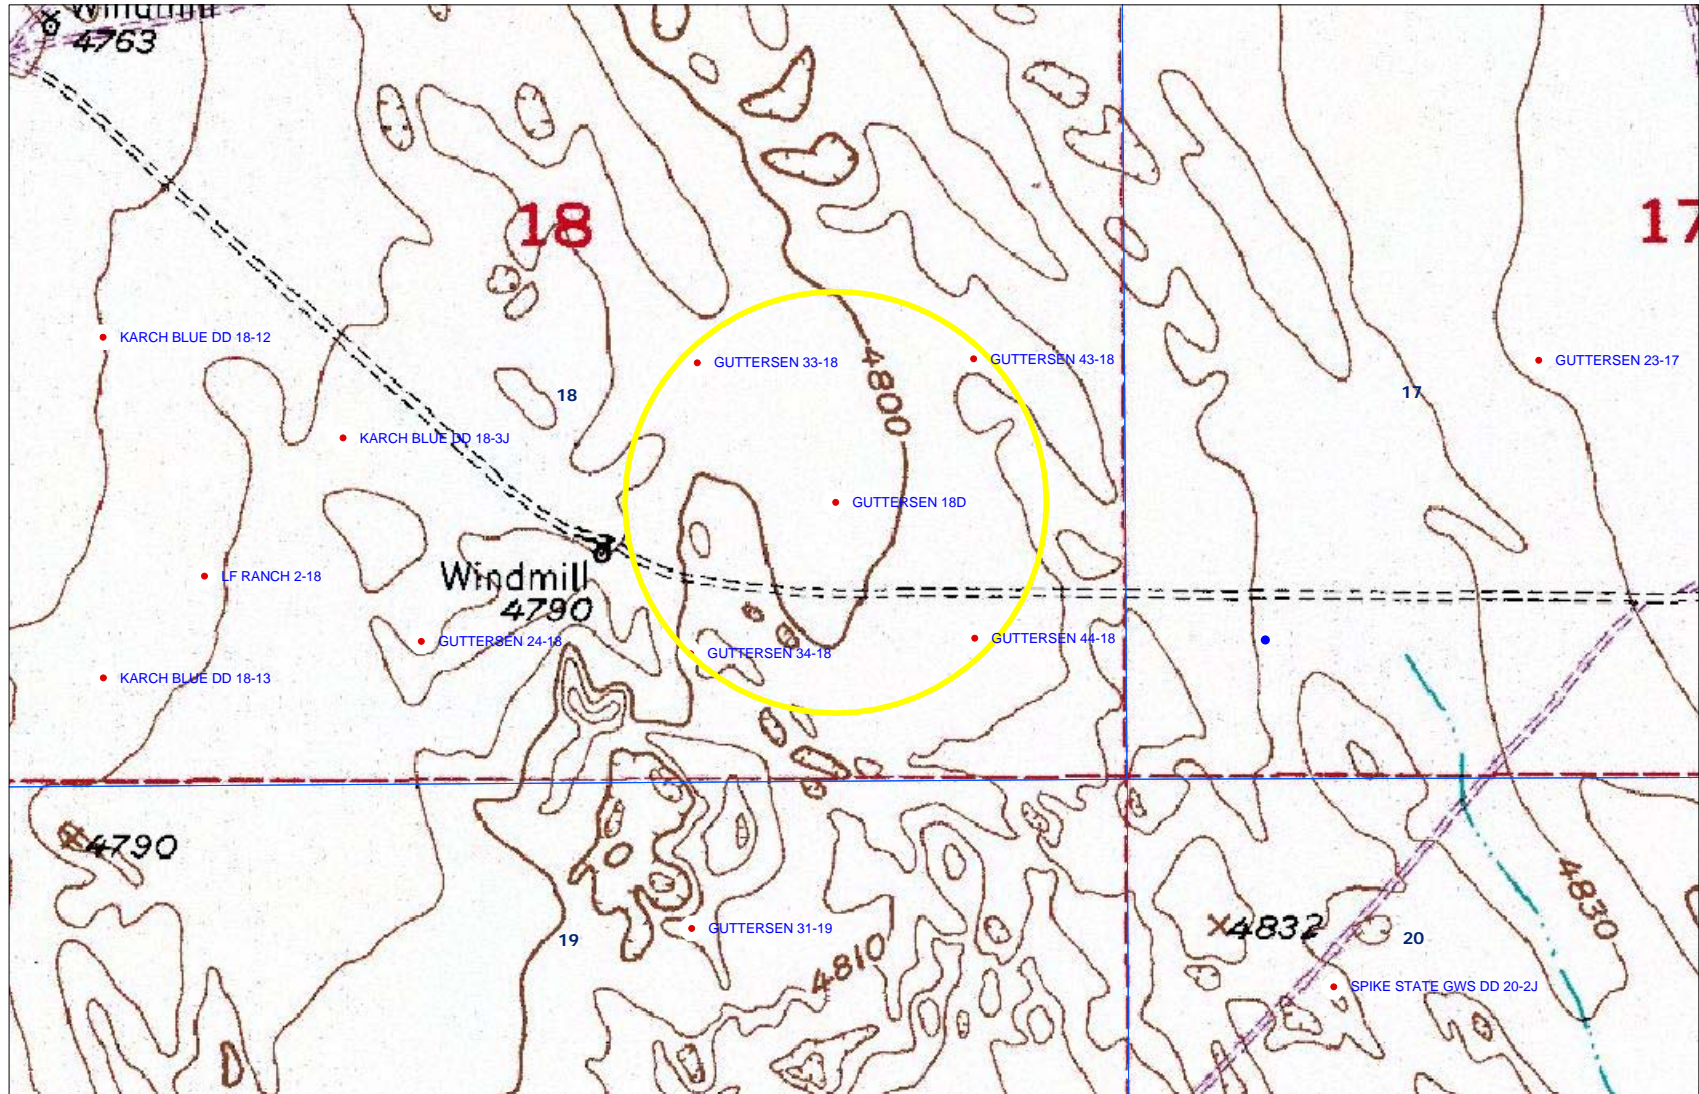 Windmill
4763
18
17
KARCH BLUE DD 18-12
GUTTERSEN 33-18
GUTTERSEN 43-18
GUTTERSEN 23-17
4800
18
17
KARCH BLUE DD 18-3J
GUTTERSEN 18D
Windmill
4790
LF RANCH 2-18
GUTTERSEN 24-18
GUTTERSEN 34-18
GUTTERSEN 44-18
KARCH BLUE DD 18-13
4790
4830
GUTTERSEN 31-19
4832
19
20
4810
SPIKE STATE GWS DD 20-2J